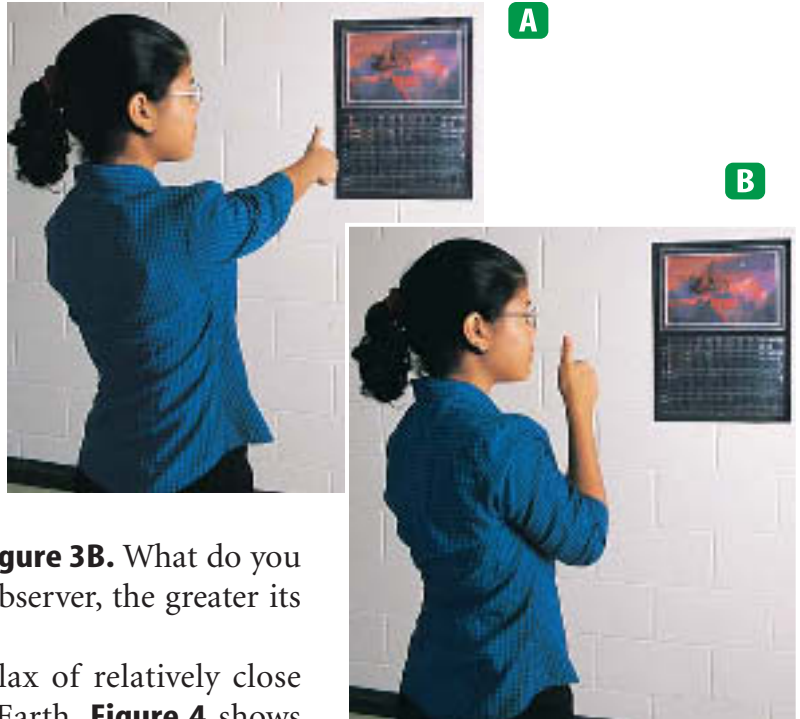 A
B
gure 3B. What do you
bserver, the greater its
lax of relatively close
Earth. Figure 4 shows